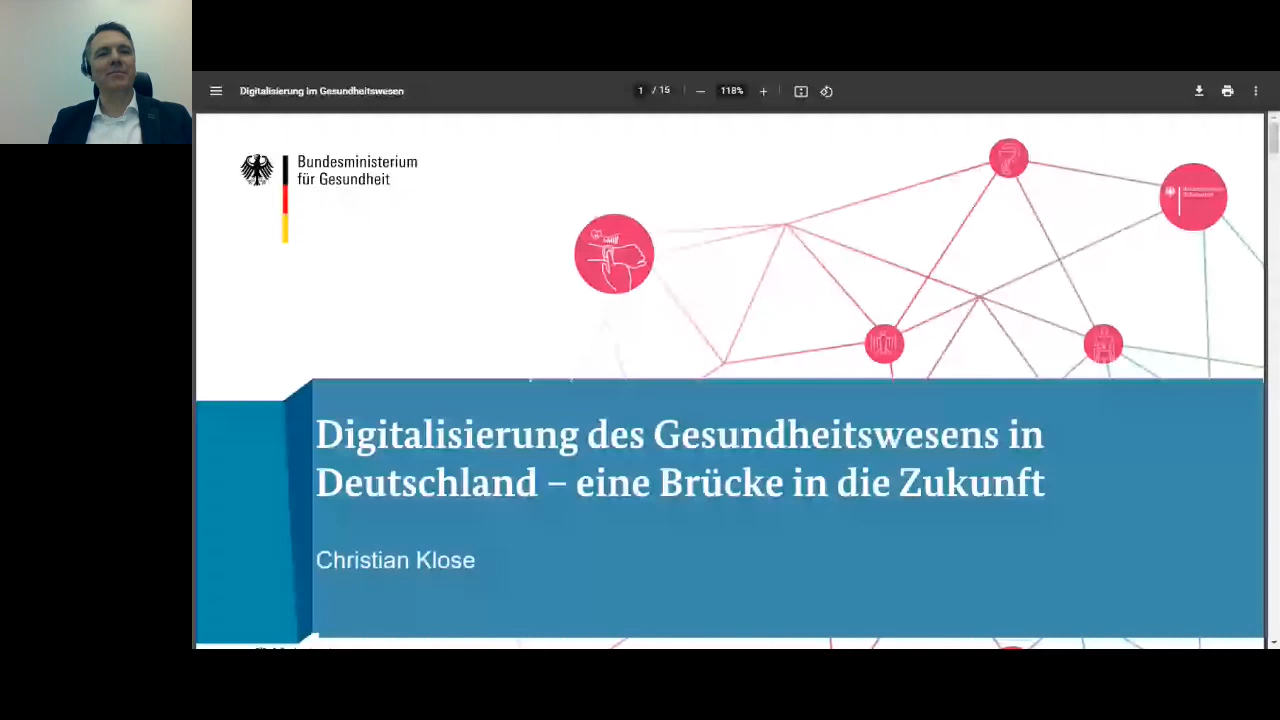 Digitalisierung im Gesundheitswesen
1 / 15
118%
Bundesministerium
für Gesundheit
Digitalisierung des Gesundheitswesens in
Deutschland – eine Brücke in die Zukunft
Christian Klose